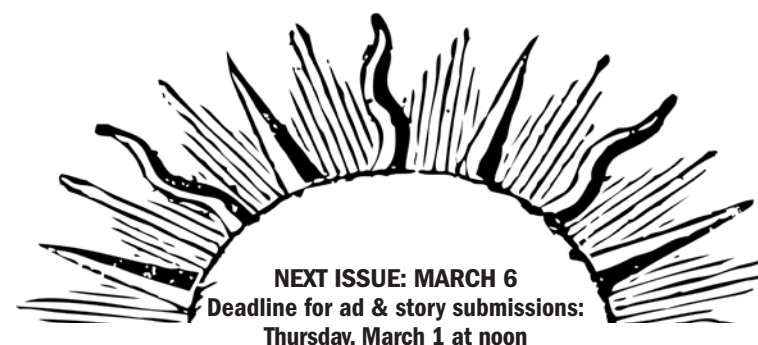 NEXT ISSUE: MARCH 6
Deadline for ad & story submissions:
Thursday, March 1 at noon